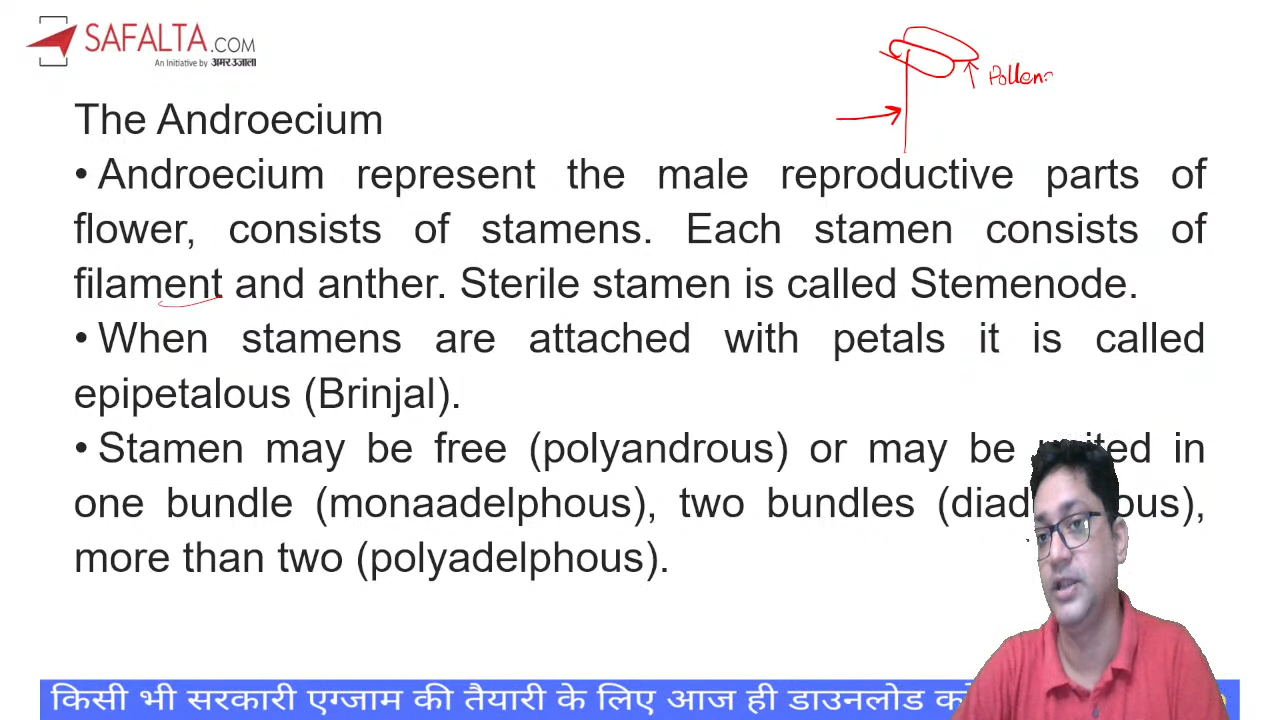 SAFALTA.COM
An Initiative by अमर उजाला
Pollen
The Androecium
• Androecium represent the male reproductive parts of
flower, consists of stamens. Each stamen consists of
filament and anther. Sterile stamen is called Stemenode.
• When stamens are attached with petals it is called
epipetalous (Brinjal).
• Stamen may be free (polyandrous) or may be in
one bundle (monaadelphous), two bundles
more than two (polyadelphous).
किसी भी सरकारी एग्जाम की तैयारी के लिए आज ही डाउनलोड